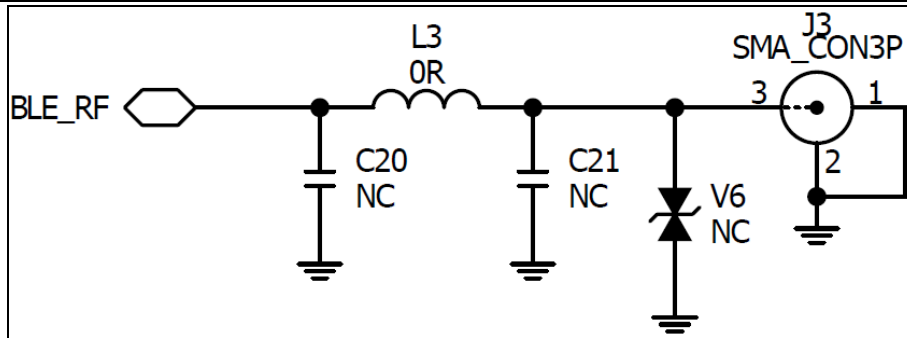 J3
SMA_CON3P
L3
0R
BLE_RF
3
1
2
C20
NC
C21
NC
V6
NC